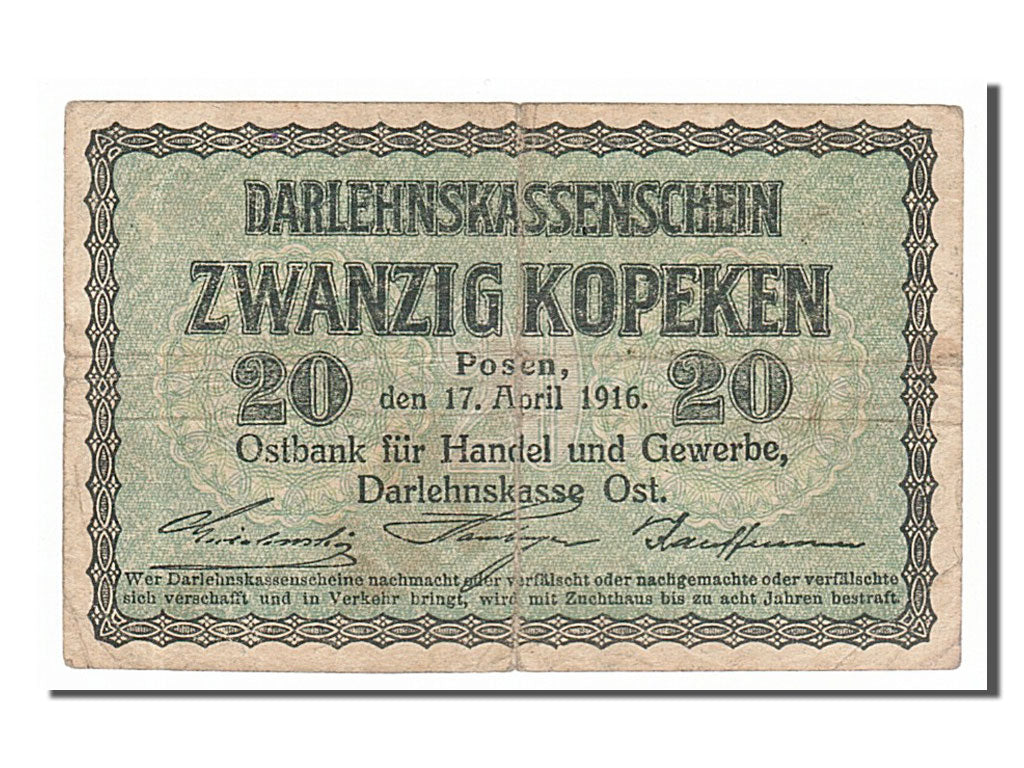 DARLEHNSKASSENSCHEIN
ZWANZIG KOPEKEN
20 Posen, 20
den 17. April 1916.
Ostbank für Handel und Gewerbe,
Darlehnskasse Ost.
Kauffmann
Wer Darlehnskassenscheine nachmacht oder verfälscht oder nachgemachte oder verfälschte
sich verschafft und in Verkehr bringt, wird mit Zuchthaus bis zu acht Jahren bestraft.